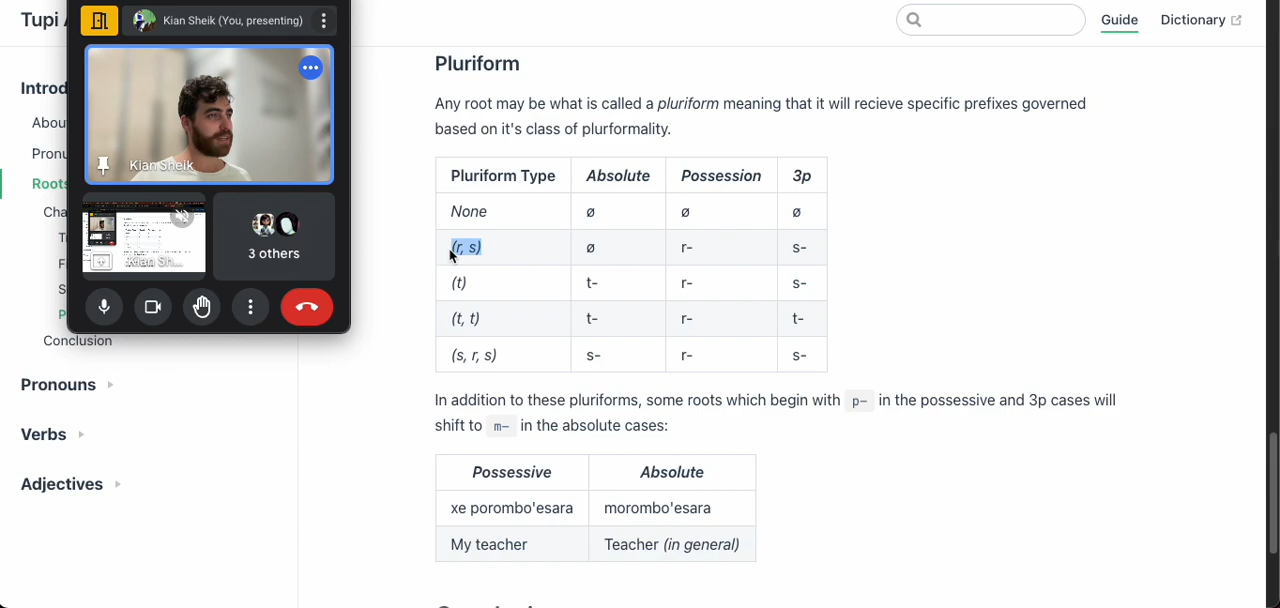 Tupi
Kian Sheik (You, presenting)
Guide
Dictionary
Introd
Abou
Pronu
Roots
Cha
Kian Sheik
Kian Sh...
3 others
Conclusion
Pronouns
Verbs
Adjectives
Pluriform
Any root may be what is called a pluriform meaning that it will recieve specific prefixes governed
based on it's class of plurformality.
Pluriform Type Absolute Possession 3p
None ø ø ø
(r, s) ø r- s-
(t) t- r- s-
(t, t) t- r- t-
(s, r, s) s- r- s-
In addition to these pluriforms, some roots which begin with p- in the possessive and 3p cases will
shift to m- in the absolute cases:
Possessive Absolute
xe porombo'esara morombo'esara
My teacher Teacher (in general)